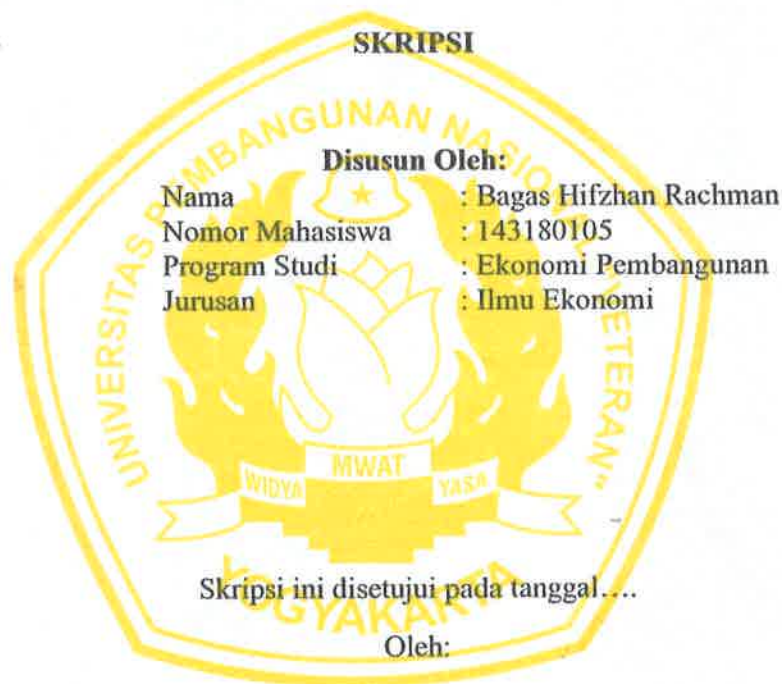 SKRIPSI
UNIVERSITAS PEMBANGUNAN NASIONAL "VETERAN"
Disusun Oleh:
Nama : Bagas Hifzhan Rachman
Nomor Mahasiswa : 143180105
Program Studi : Ekonomi Pembangunan
Jurusan : Ilmu Ekonomi
WIDYA MWAT YASA
Skripsi ini disetujui pada tanggal….
YOGYAKARTA
Oleh: